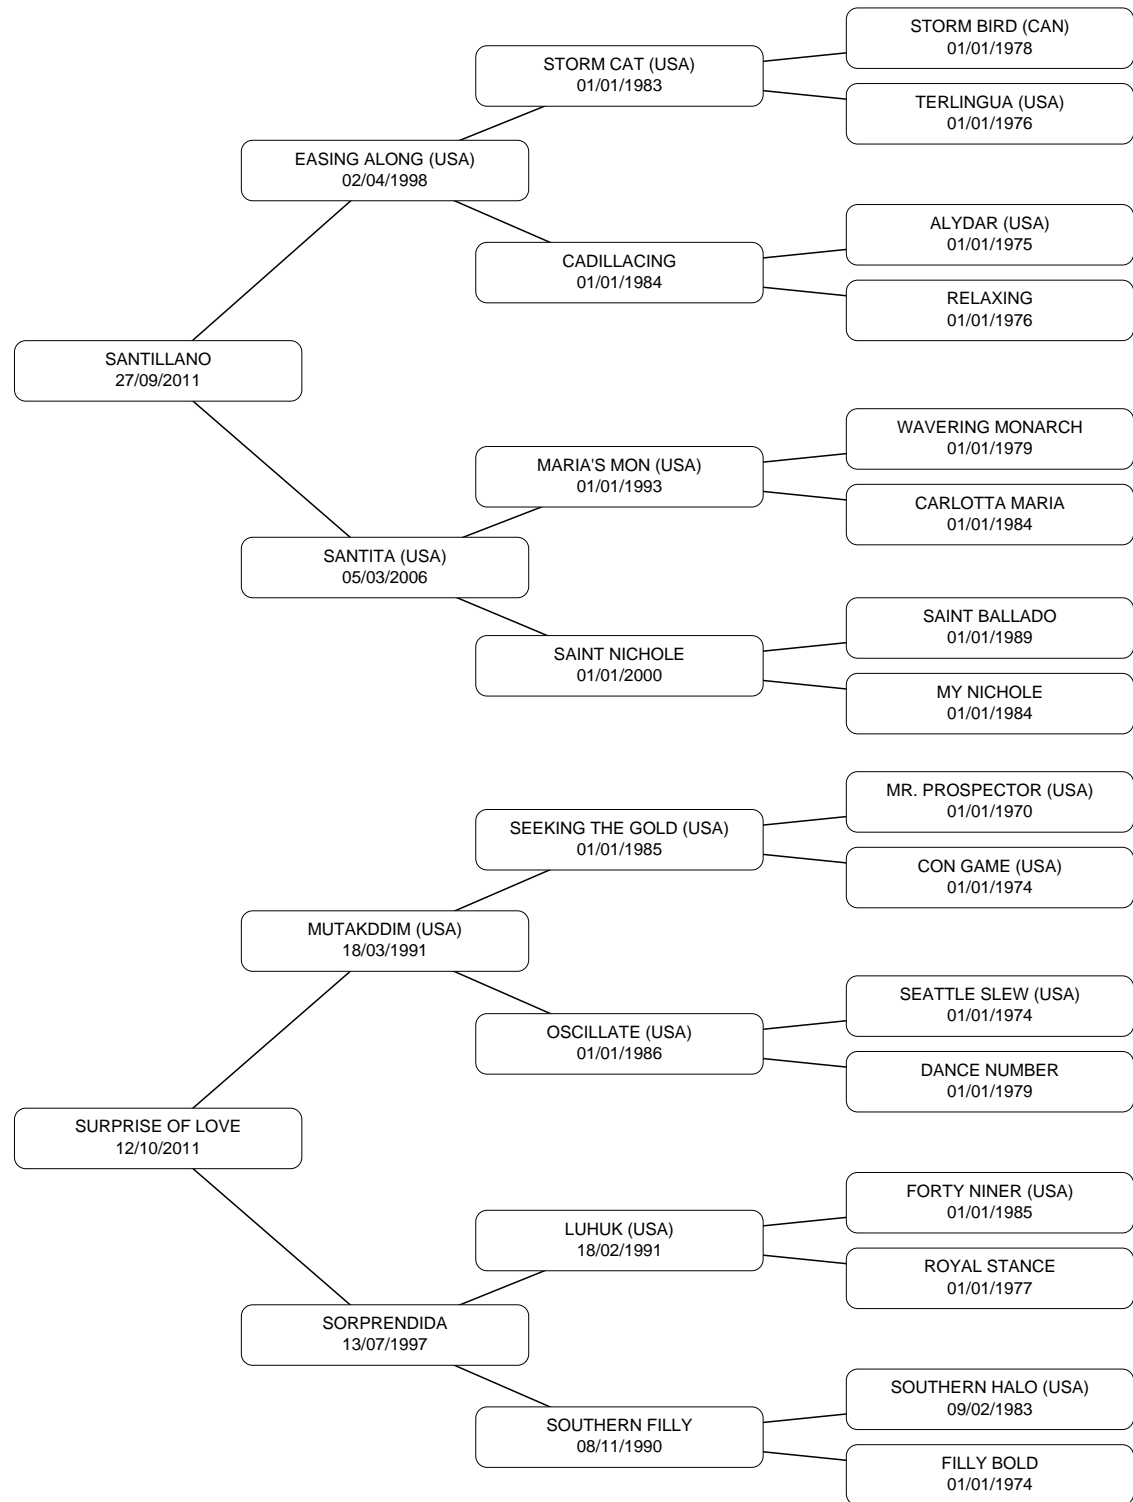 STORM BIRD (CAN)
01/01/1978
STORM CAT (USA)
01/01/1983
TERLINGUA (USA)
01/01/1976
EASING ALONG (USA)
02/04/1998
ALYDAR (USA)
01/01/1975
CADILLACING
01/01/1984
RELAXING
01/01/1976
SANTILLANO
27/09/2011
WAVERING MONARCH
01/01/1979
MARIA'S MON (USA)
01/01/1993
CARLOTTA MARIA
01/01/1984
SANTITA (USA)
05/03/2006
SAINT BALLADO
01/01/1989
SAINT NICHOLE
01/01/2000
MY NICHOLE
01/01/1984
MR. PROSPECTOR (USA)
01/01/1970
SEEKING THE GOLD (USA)
01/01/1985
CON GAME (USA)
01/01/1974
MUTAKDDIM (USA)
18/03/1991
SEATTLE SLEW (USA)
01/01/1974
OSCILLATE (USA)
01/01/1986
DANCE NUMBER
01/01/1979
SURPRISE OF LOVE
12/10/2011
FORTY NINER (USA)
01/01/1985
LUHUK (USA)
18/02/1991
ROYAL STANCE
01/01/1977
SORPRENDIDA
13/07/1997
SOUTHERN HALO (USA)
09/02/1983
SOUTHERN FILLY
08/11/1990
FILLY BOLD
01/01/1974